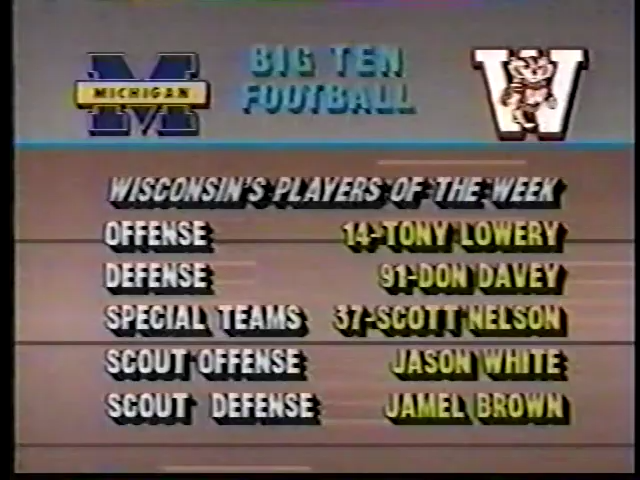 MICHIGAN
BIG TEN
FOOTBALL
W
WISCONSIN'S PLAYERS OF THE WEEK
OFFENSE 14-TONY LOWERY
DEFENSE 91-DON DAVEY
SPECIAL TEAMS 37-SCOTT NELSON
SCOUT OFFENSE JASON WHITE
SCOUT DEFENSE JAMEL BROWN